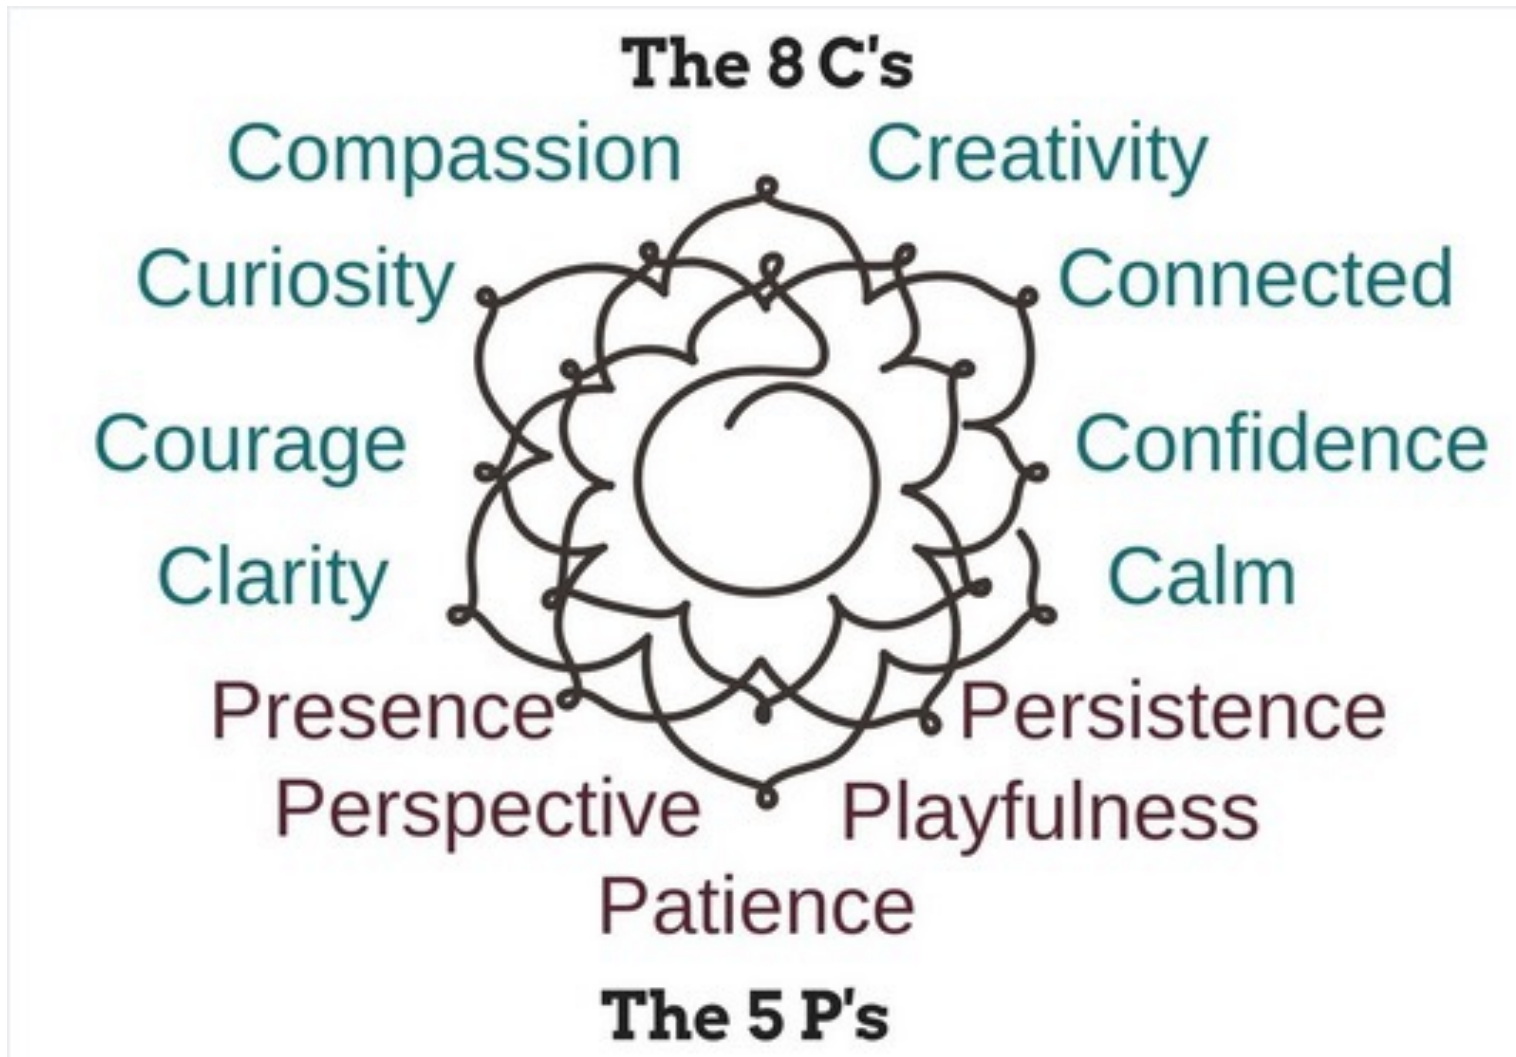 The 8 C's
Compassion Creativity
Curiosity Connected
Courage Confidence
Clarity Calm
Presence Persistence
Perspective Playfulness
Patience
The 5 P's